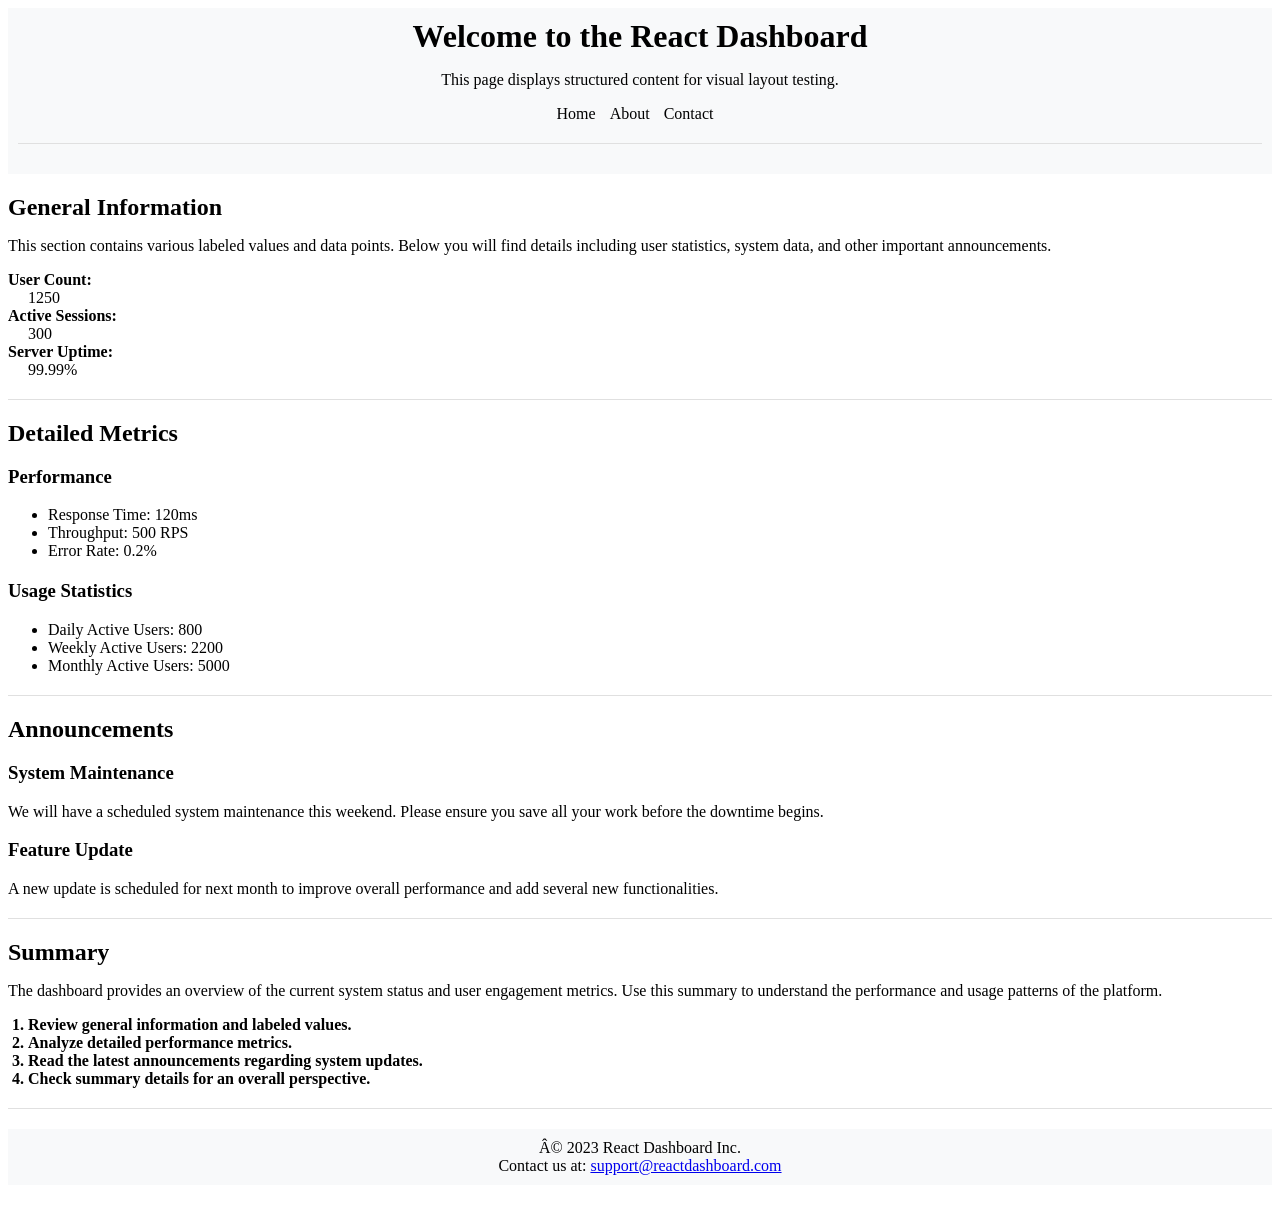 Welcome to the React Dashboard
This page displays structured content for visual layout testing.
Home About Contact
General Information
This section contains various labeled values and data points. Below you will find details including user statistics, system data, and other important announcements.
User Count:
1250
Active Sessions:
300
Server Uptime:
99.99%
Detailed Metrics
Performance
• Response Time: 120ms
• Throughput: 500 RPS
• Error Rate: 0.2%
Usage Statistics
• Daily Active Users: 800
• Weekly Active Users: 2200
• Monthly Active Users: 5000
Announcements
System Maintenance
We will have a scheduled system maintenance this weekend. Please ensure you save all your work before the downtime begins.
Feature Update
A new update is scheduled for next month to improve overall performance and add several new functionalities.
Summary
The dashboard provides an overview of the current system status and user engagement metrics. Use this summary to understand the performance and usage patterns of the platform.
1. Review general information and labeled values.
2. Analyze detailed performance metrics.
3. Read the latest announcements regarding system updates.
4. Check summary details for an overall perspective.
Â© 2023 React Dashboard Inc.
Contact us at: support@reactdashboard.com